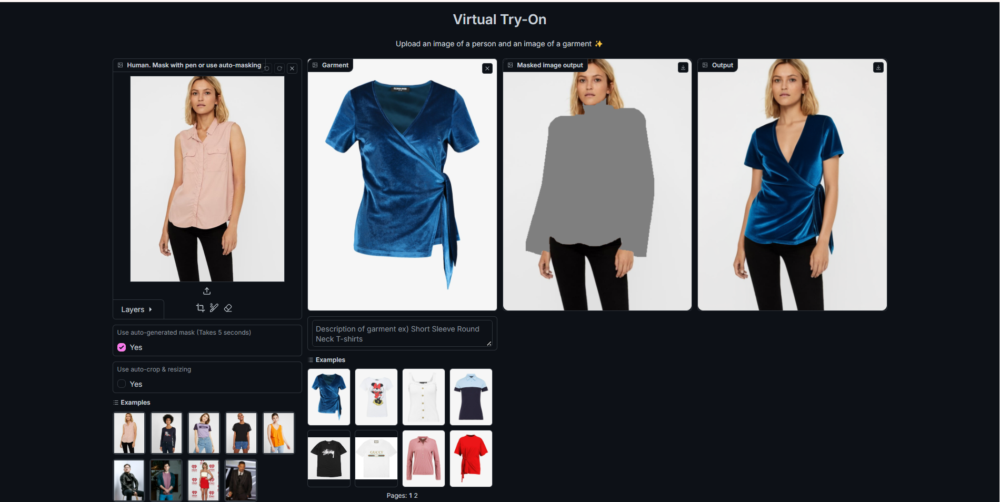 Virtual Try-On
Upload an image of a person and an image of a garment ✨
Human. Mask with pen or use auto-masking
Garment
Masked image output
Output
Layers
Use auto-generated mask (Takes 5 seconds)
Yes
Use auto-crop & resizing
Yes
Examples
Description of garment ex) Short Sleeve Round
Neck T-shirts
Examples
GUCCI
Pages: 1 2